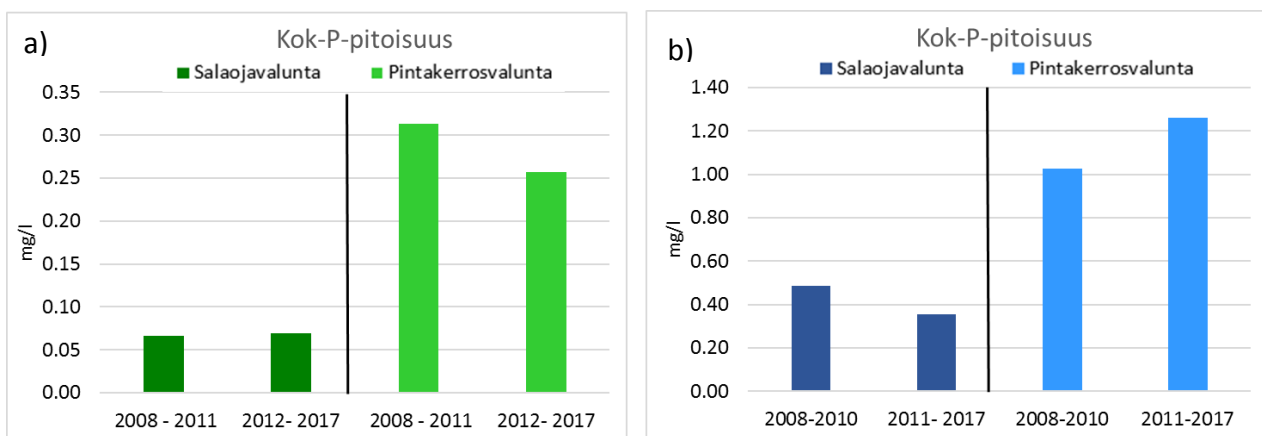 a)
Kok-P-pitoisuus
Salaojavalunta Pintakerrosvalunta
0.35
0.30
0.25
0.20
0.15
0.10
0.05
0.00
mg/l
2008 - 2011 2012- 2017 2008 - 2011 2012- 2017
b)
Kok-P-pitoisuus
Salaojavalunta Pintakerrosvalunta
1.40
1.20
1.00
0.80
0.60
0.40
0.20
0.00
mg/l
2008-2010 2011- 2017 2008-2010 2011-2017